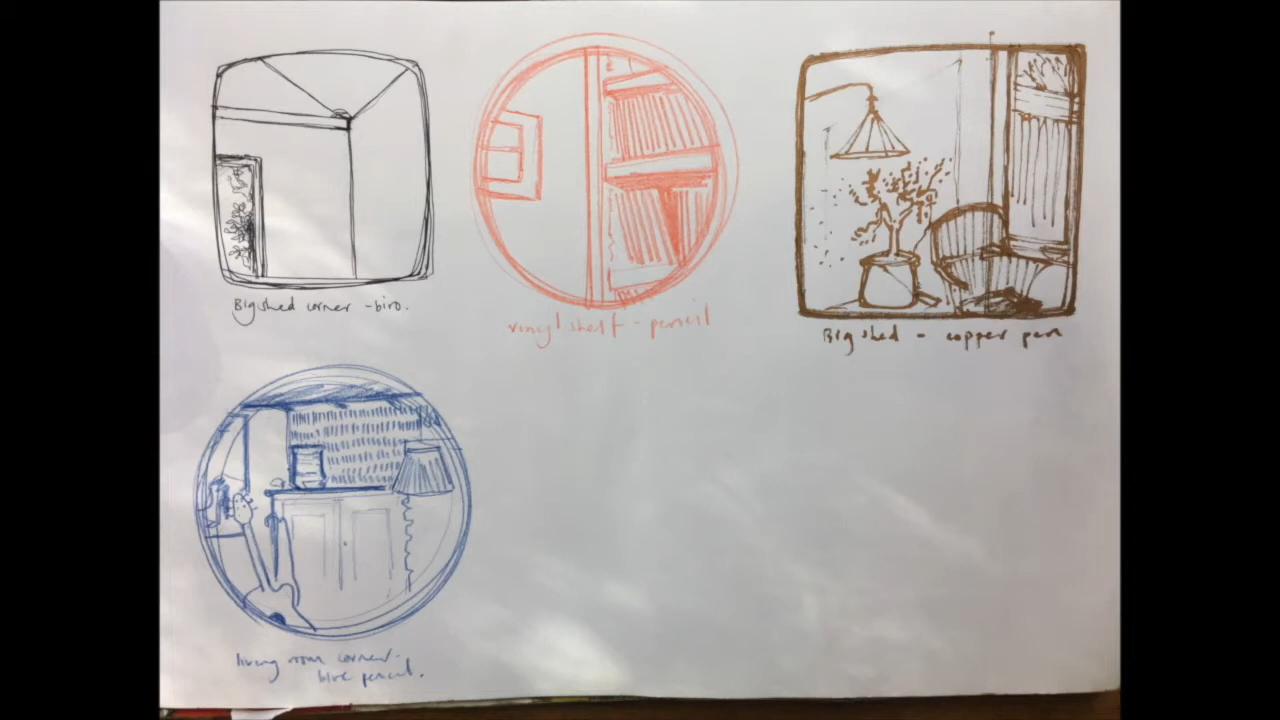 Big shed corner - biro.
vinyl shelf - pencil
Big shed - copper pen
living room corner -
blue pencil.